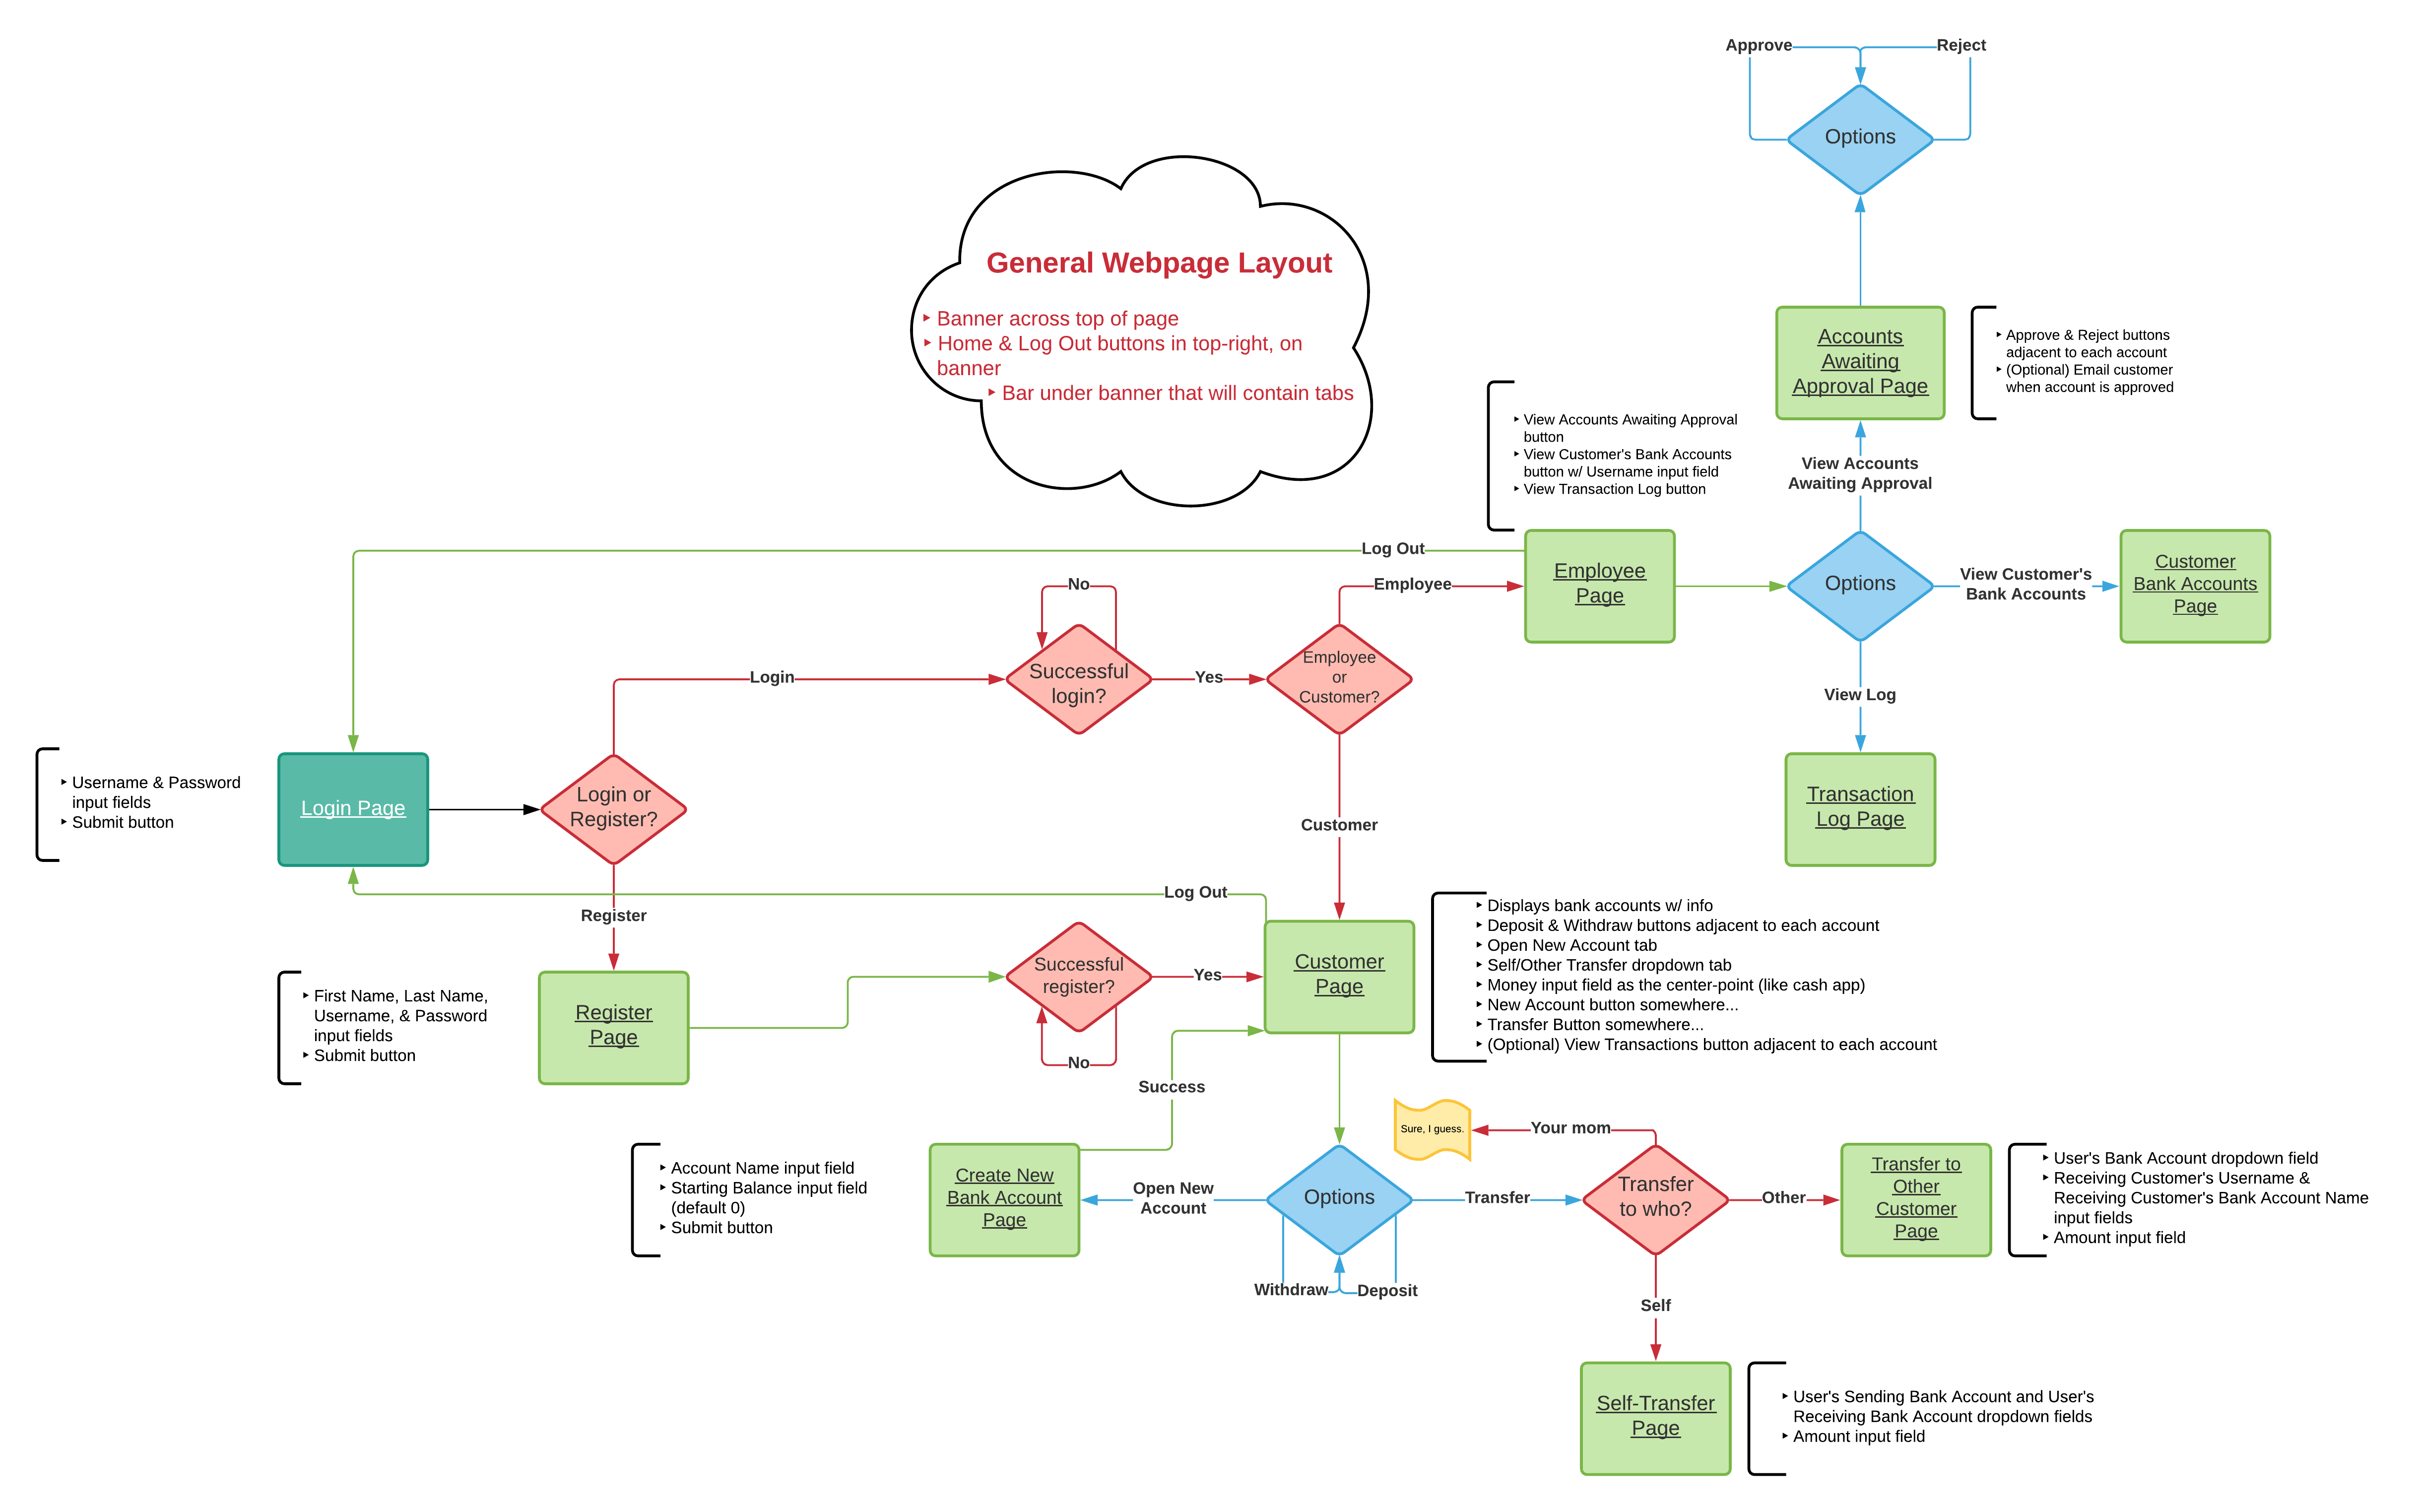 Approve
Reject
Options
General Webpage Layout
‣ Banner across top of page
‣ Home & Log Out buttons in top-right, on
banner
‣ Bar under banner that will contain tabs
Accounts
Awaiting
Approval Page
‣ Approve & Reject buttons
adjacent to each account
‣ (Optional) Email customer
when account is approved
‣ View Accounts Awaiting Approval
button
‣ View Customer's Bank Accounts
button w/ Username input field
‣ View Transaction Log button
View Accounts
Awaiting Approval
Log Out
Employee
Page
Options
View Customer's
Bank Accounts
Customer
Bank Accounts
Page
No
Employee
Login
Successful
login?
Yes
Employee
or
Customer?
View Log
‣ Username & Password
input fields
‣ Submit button
Login Page
Login or
Register?
Customer
Transaction
Log Page
Log Out
Register
‣ First Name, Last Name,
Username, & Password
input fields
‣ Submit button
Register
Page
Successful
register?
Yes
No
Customer
Page
‣ Displays bank accounts w/ info
‣ Deposit & Withdraw buttons adjacent to each account
‣ Open New Account tab
‣ Self/Other Transfer dropdown tab
‣ Money input field as the center-point (like cash app)
‣ New Account button somewhere...
‣ Transfer Button somewhere...
‣ (Optional) View Transactions button adjacent to each account
Success
Sure, I guess.
Your mom
‣ Account Name input field
‣ Starting Balance input field
(default 0)
‣ Submit button
Create New
Bank Account
Page
Open New
Account
Options
Transfer
Transfer
to who?
Other
Transfer to
Other
Customer
Page
‣ User's Bank Account dropdown field
‣ Receiving Customer's Username &
Receiving Customer's Bank Account Name
input fields
‣ Amount input field
Withdraw
Deposit
Self
Self-Transfer
Page
‣ User's Sending Bank Account and User's
Receiving Bank Account dropdown fields
‣ Amount input field